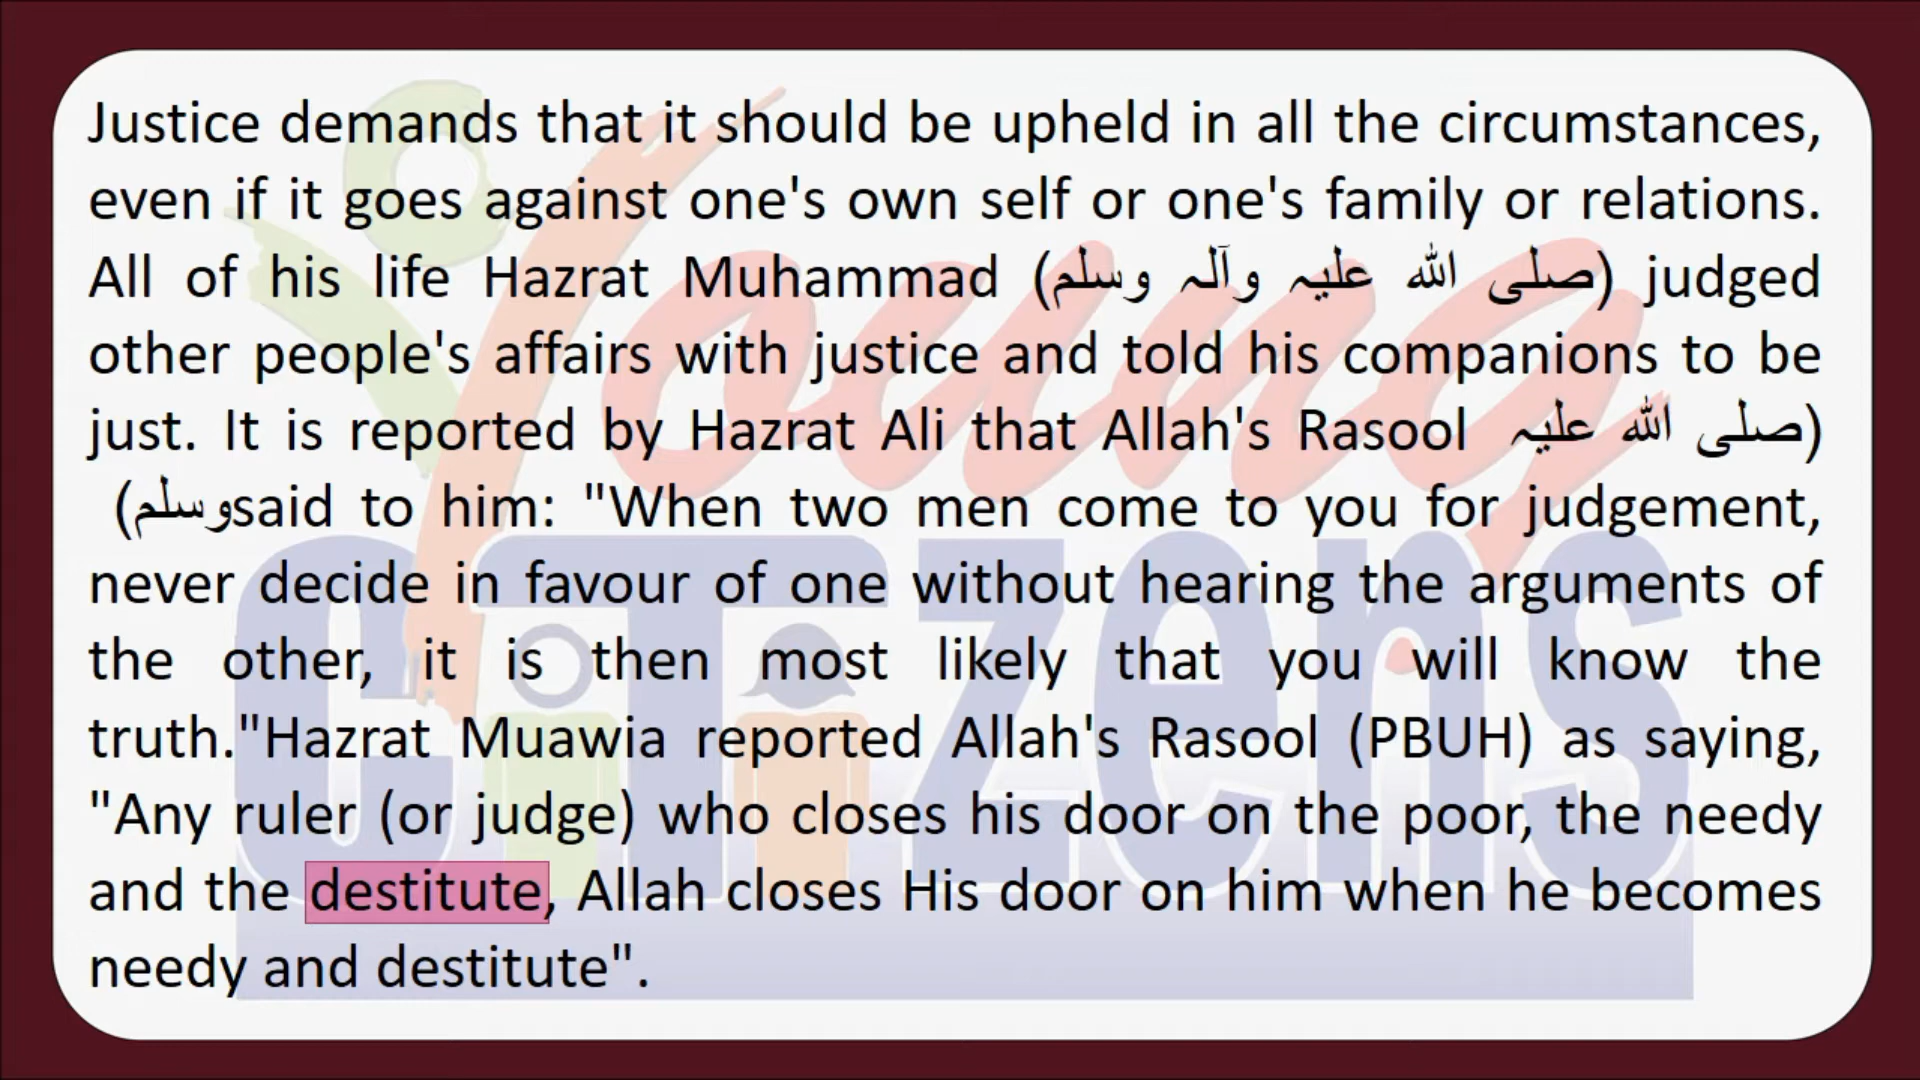 Justice demands that it should be upheld in all the circumstances,
even if it goes against one's own self or one's family or relations.
All of his life Hazrat Muhammad (صلی اللہ علیہ وآلہ وسلم) judged
other people's affairs with justice and told his companions to be
just. It is reported by Hazrat Ali that Allah's Rasool (صلی اللہ علیہ
وسلم) said to him: "When two men come to you for judgement,
never decide in favour of one without hearing the arguments of
the other, it is then most likely that you will know the
truth."Hazrat Muawia reported Allah's Rasool (PBUH) as saying,
"Any ruler (or judge) who closes his door on the poor, the needy
and the destitute, Allah closes His door on him when he becomes
needy and destitute".
Young
CiTizens